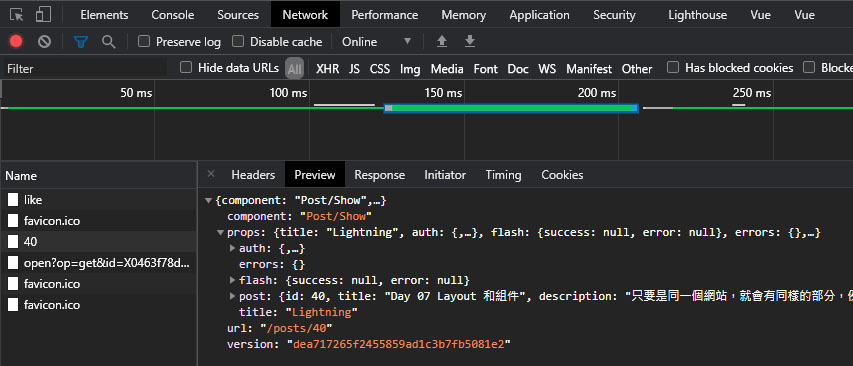 Elements Console Sources Network Performance Memory Application Security Lighthouse Vue Vue
Preserve log Disable cache Online
Filter Hide data URLs All XHR JS CSS Img Media Font Doc WS Manifest Other Has blocked cookies Blocke
50 ms 100 ms 150 ms 200 ms 250 ms
Name × Headers Preview Response Initiator Timing Cookies
like
favicon.ico
40
open?op=get&id=X0463f78d...
favicon.ico
favicon.ico
{component: "Post/Show",…}
component: "Post/Show"
props: {title: "Lightning", auth: {,…}, flash: {success: null, error: null}, errors: {},…}
auth: {,…}
errors: {}
flash: {success: null, error: null}
post: {id: 40, title: "Day 07 Layout 和組件", description: "只要是同一個網站，就會有同樣的部分，
title: "Lightning"
url: "/posts/40"
version: "dea717265f2455859ad1c3b7fb5081e2"